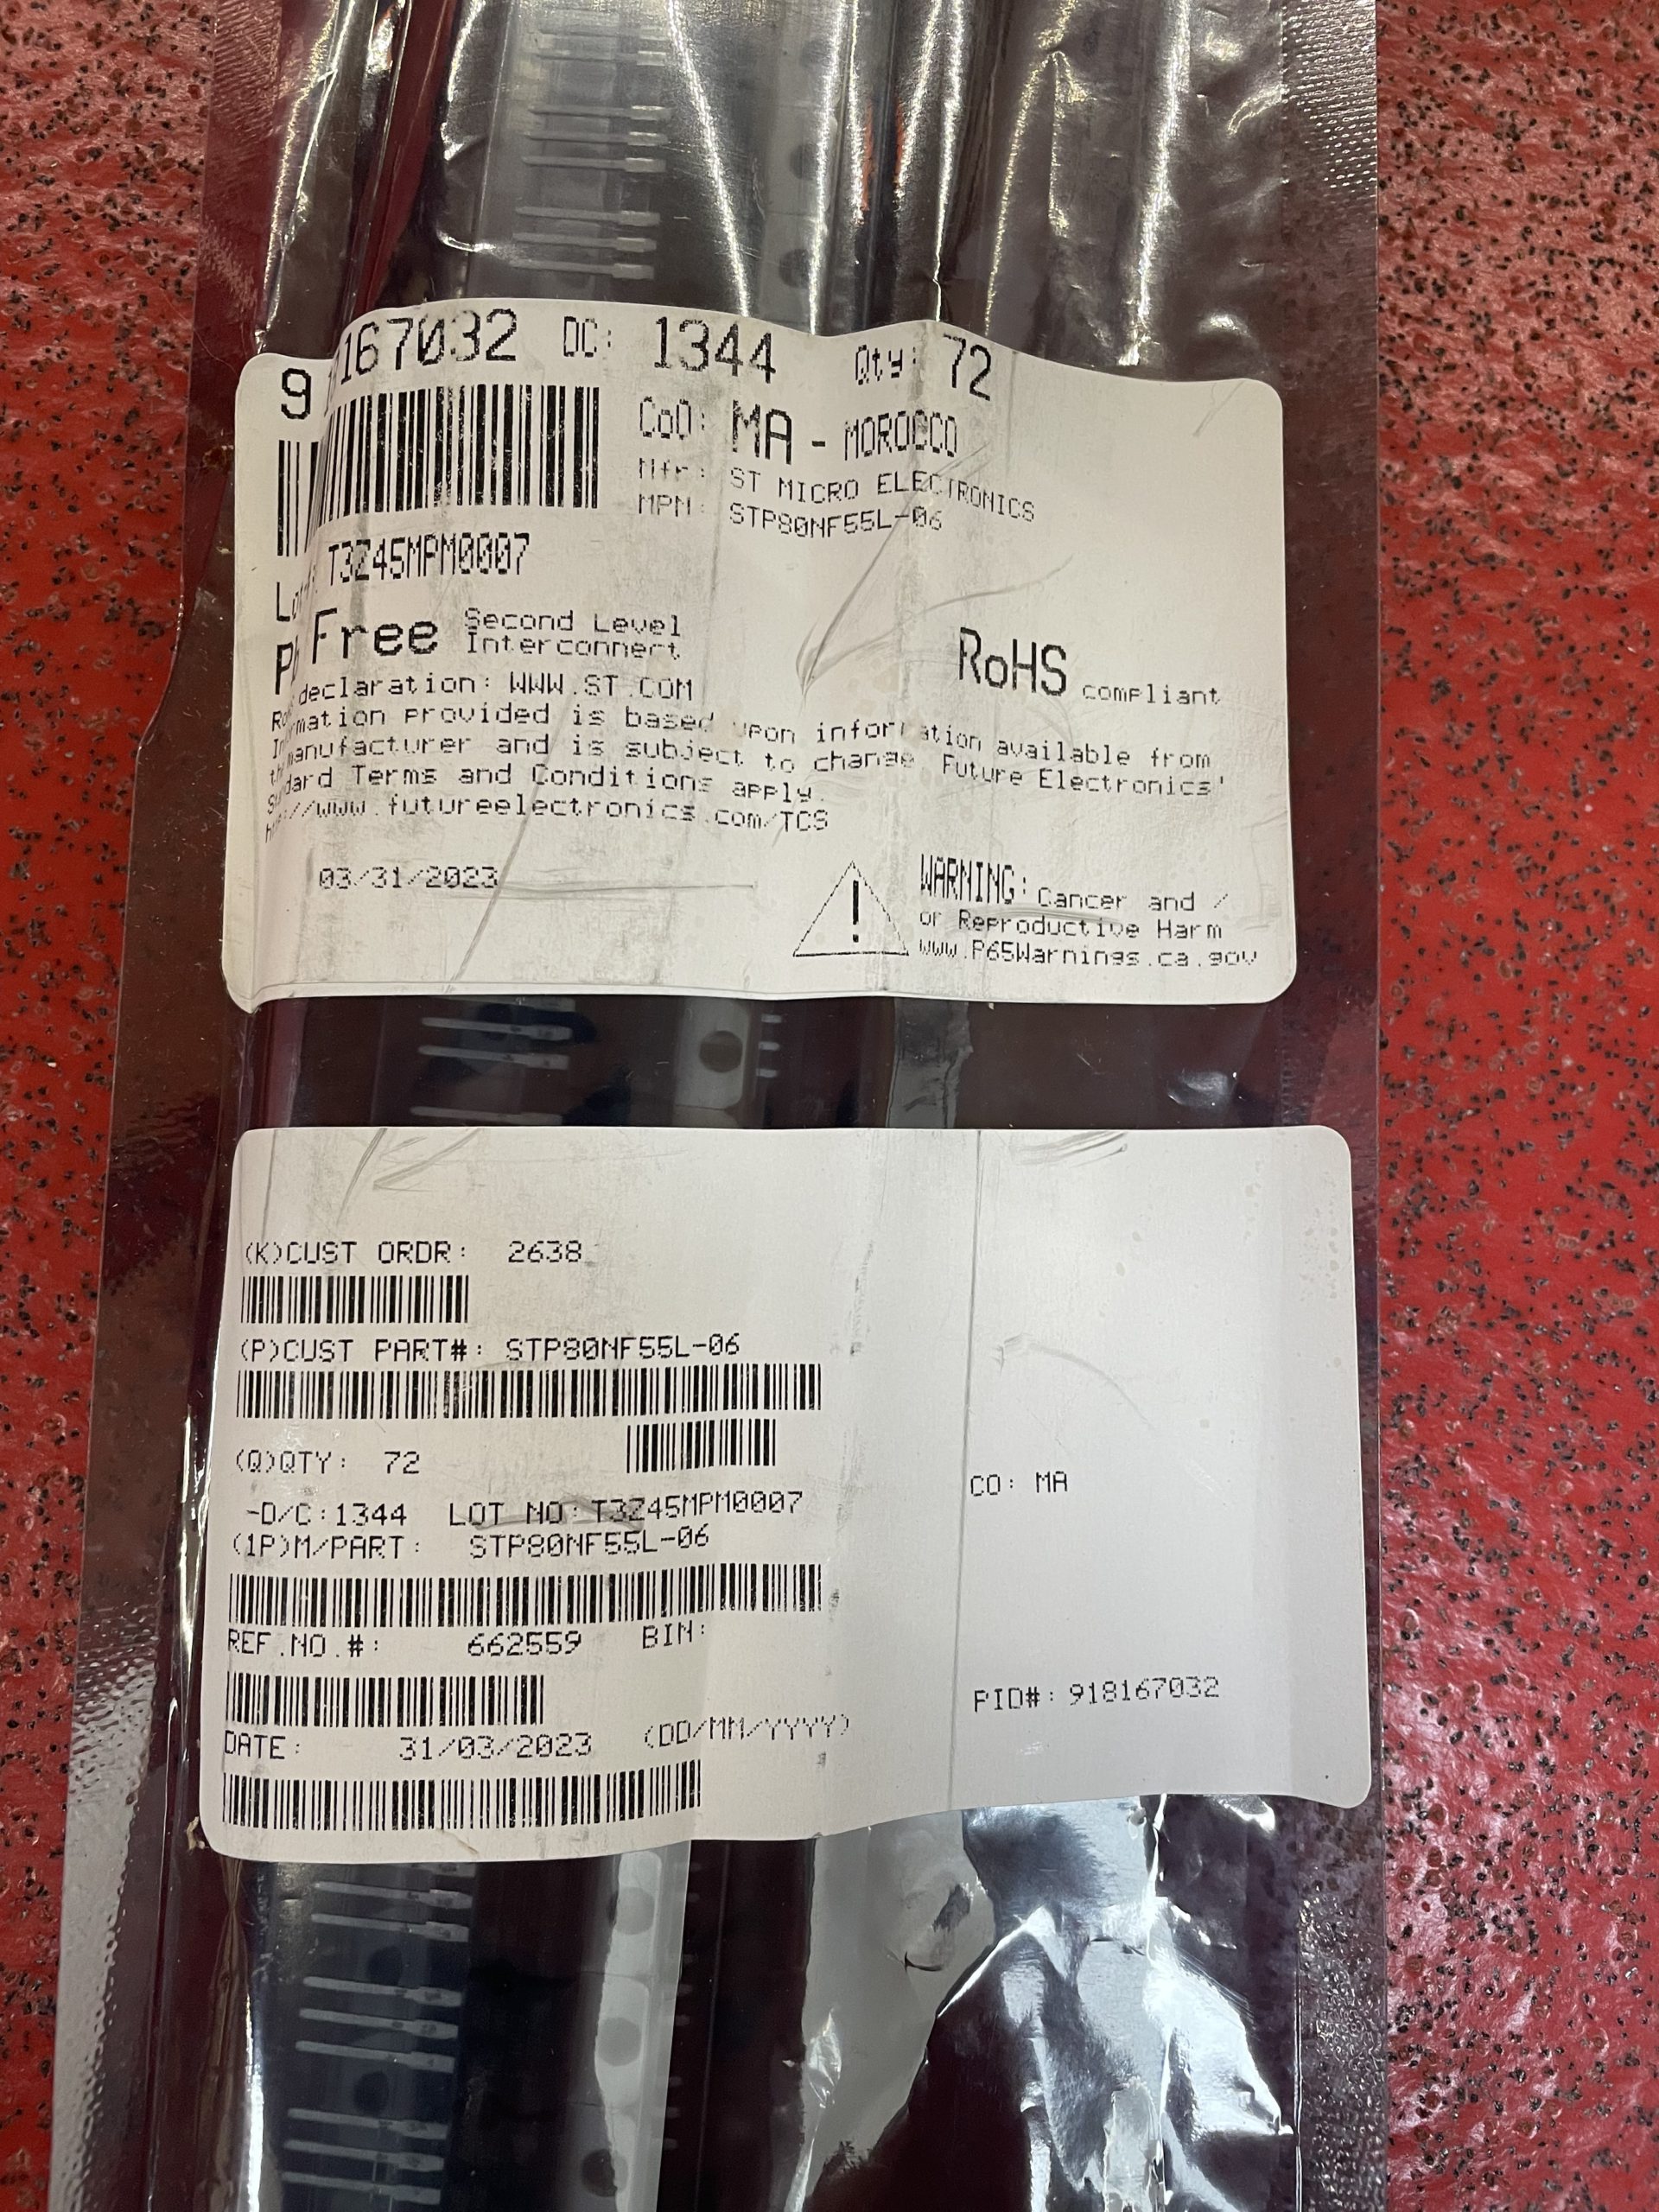 9 167032 DC: 1344 Qty: 72
CoO: MA - MOROCCO
Mfr: ST MICRO ELECTRONICS
MPN: STP80NF55L-06
Lot T3Z45MPM0007
Pb Free Second Level
Interconnect
RoHS compliant
declaration: WWW.ST.COM
rmation provided is based upon information available from
manufacturer and is subject to change. Future Electronics'
dard Terms and Conditions apply.
//www.futureelectronics.com/TCS
03/31/2023
! WARNING: Cancer and /
or Reproductive Harm
www.P65Warnings.ca.gov
(K)CUST ORDR: 2638
(P)CUST PART#: STP80NF55L-06
(Q)QTY: 72
CO: MA
-D/C:1344 LOT NO:T3Z45MPM0007
(1P)M/PART: STP80NF55L-06
REF.NO.#: 662559 BIN:
PID#: 918167032
DATE: 31/03/2023 (DD/MM/YYYY)